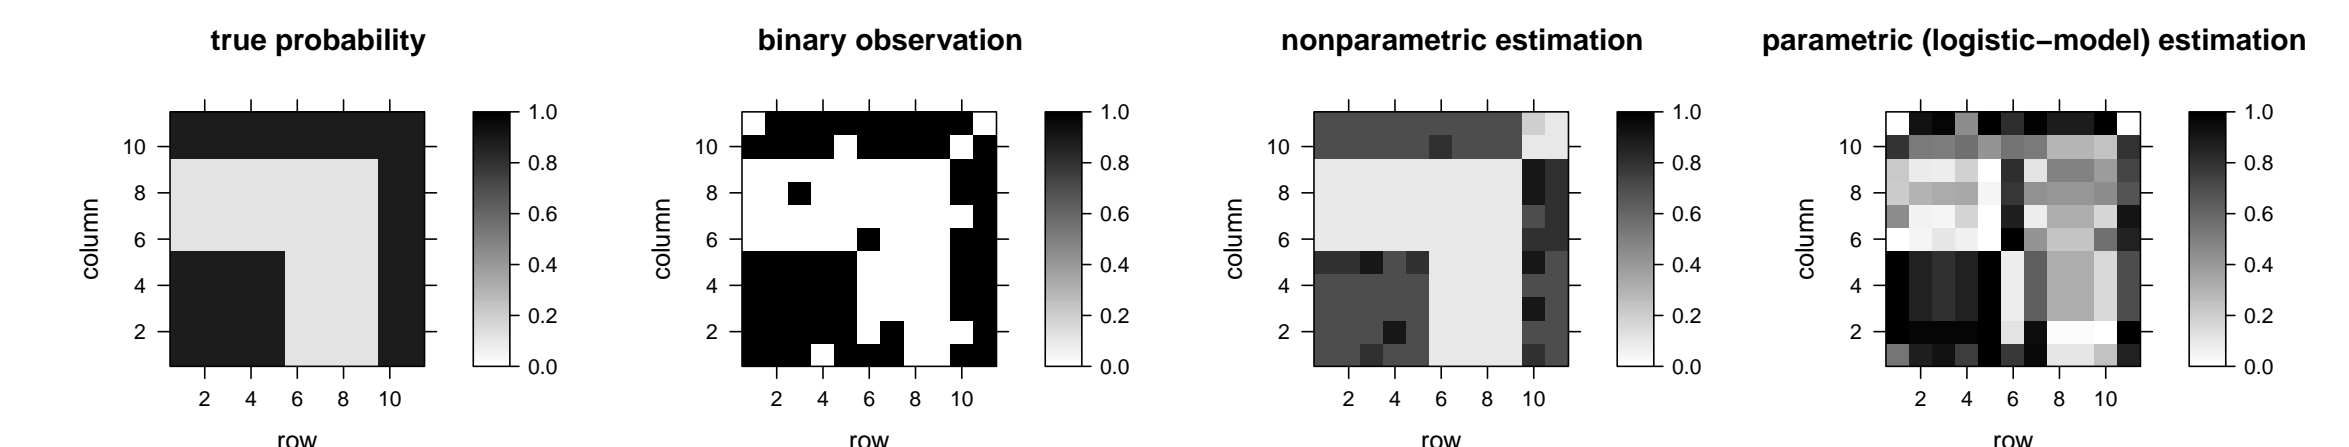 true probability
binary observation
nonparametric estimation
parametric (logistic−model) estimation
column
10
8
6
4
2
2 4 6 8 10
row
1.0
0.8
0.6
0.4
0.2
0.0
column
10
8
6
4
2
2 4 6 8 10
row
1.0
0.8
0.6
0.4
0.2
0.0
column
10
8
6
4
2
2 4 6 8 10
row
1.0
0.8
0.6
0.4
0.2
0.0
column
10
8
6
4
2
2 4 6 8 10
row
1.0
0.8
0.6
0.4
0.2
0.0